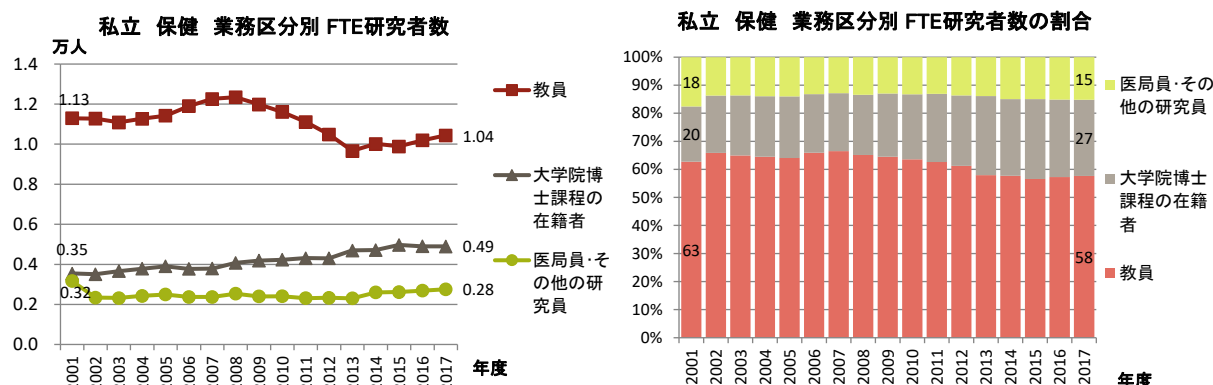 私立 保健 業務区分別 FTE研究者数
万人
1.4
1.2
1.0
0.8
0.6
0.4
0.2
0.0
1.13
1.04
0.35
0.49
0.32
0.28
教員
大学院博
士課程の
在籍者
医局員・そ
の他の研
究員
2001 2002 2003 2004 2005 2006 2007 2008 2009 2010 2011 2012 2013 2014 2015 2016 2017
年度
私立 保健 業務区分別 FTE研究者数の割合
100%
90%
80%
70%
60%
50%
40%
30%
20%
10%
0%
18
15
20
27
63
58
医局員・そ
の他の研
究員
大学院博士
課程の在籍
者
教員
2001 2002 2003 2004 2005 2006 2007 2008 2009 2010 2011 2012 2013 2014 2015 2016 2017
年度